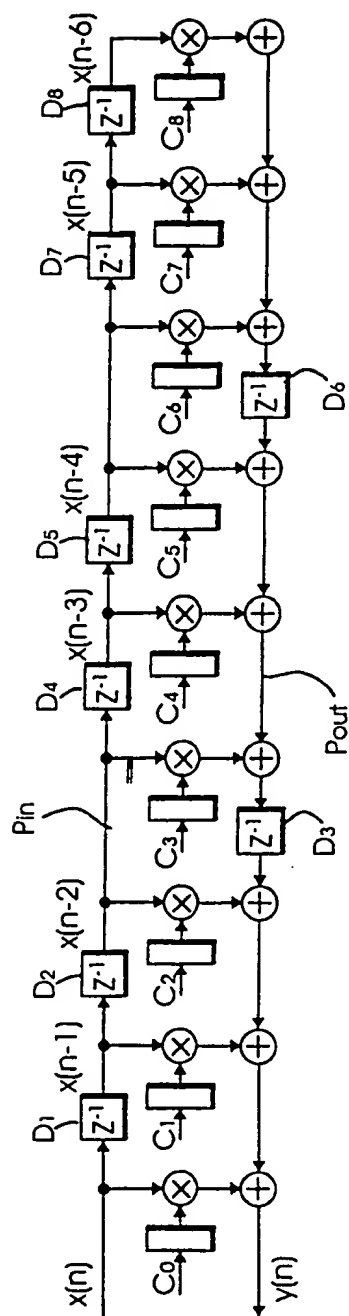 x(n)
D1
Z-1
x(n-1)
D2
Z-1
x(n-2)
Pin
D4
Z-1
x(n-3)
D5
Z-1
x(n-4)
D7
Z-1
x(n-5)
D8
Z-1
x(n-6)
C0
C1
C2
C3
C4
C5
C6
C7
C8
y(n)
Z-1
D3
Pout
Z-1
D6